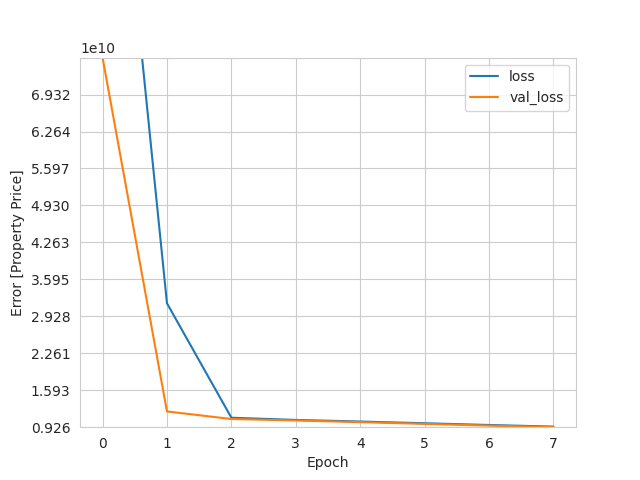 1e10
loss
val_loss
6.932
6.264
5.597
4.930
4.263
3.595
2.928
2.261
1.593
0.926
Error [Property Price]
0 1 2 3 4 5 6 7
Epoch